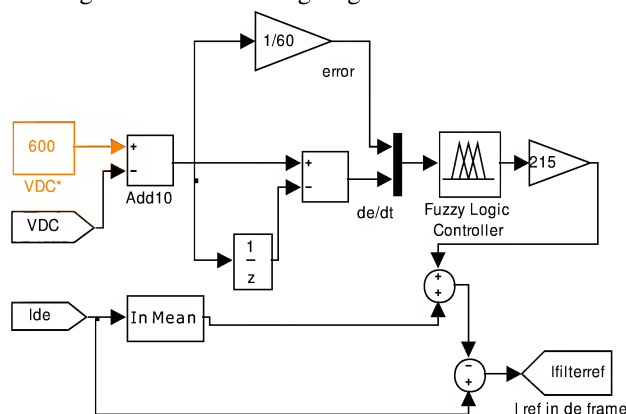 1/60
error
600
+
-
VDC*
Add10
VDC
+
-
de/dt
Fuzzy Logic
Controller
215
1
z
+
+
Ide
In Mean
-
+
Ifilterref
I ref in de frame